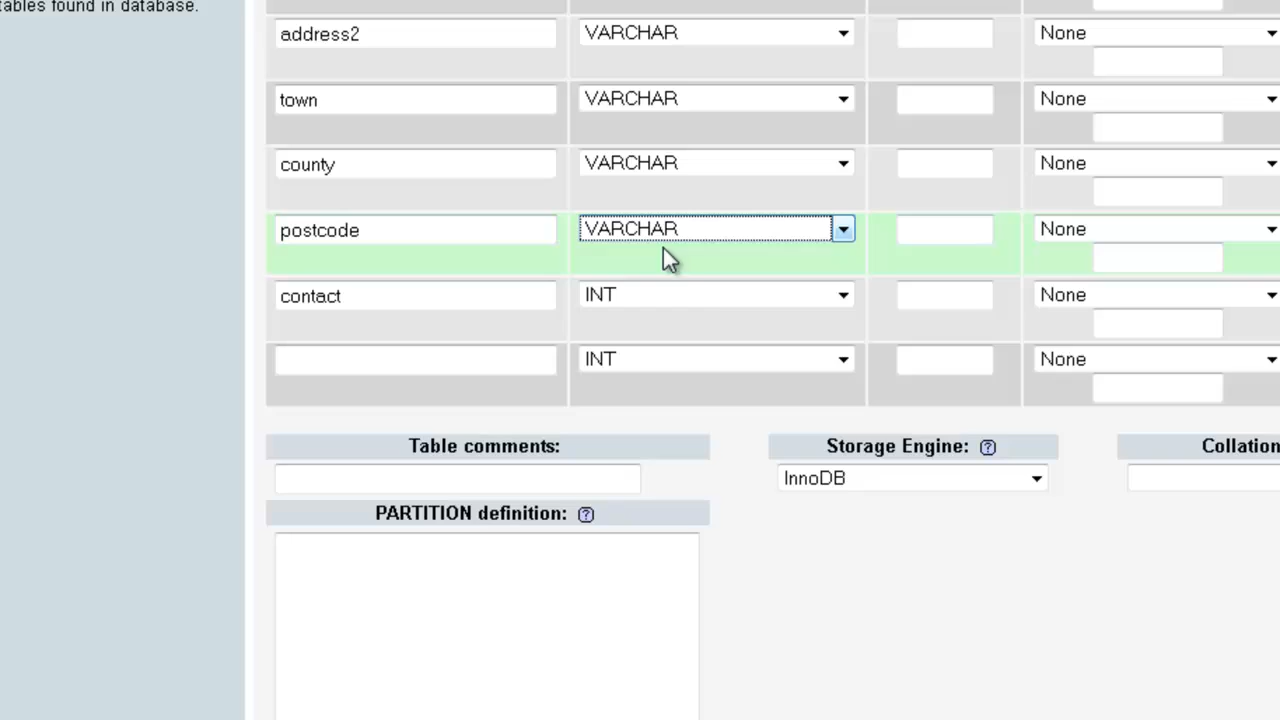 tables found in database.
address2 VARCHAR None
town VARCHAR None
county VARCHAR None
postcode VARCHAR None
contact INT None
INT None
Table comments: Storage Engine: Collation
InnoDB
PARTITION definition: